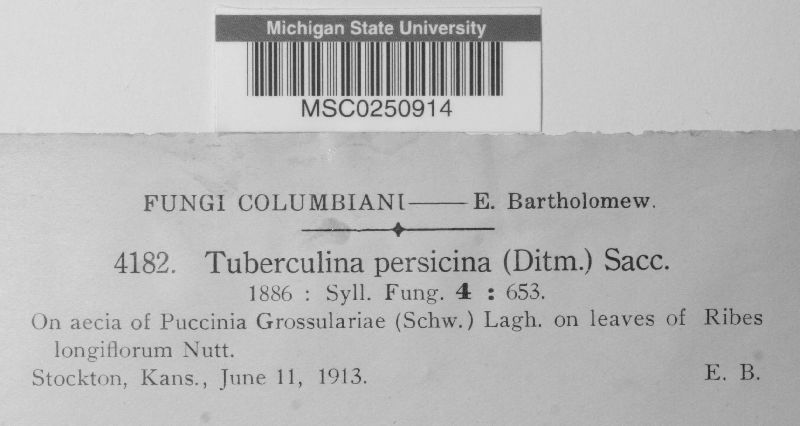 Michigan State University
MSC0250914
FUNGI COLUMBIANI—— E. Bartholomew.
4182. Tuberculina persicina (Ditm.) Sacc.
1886 : Syll. Fung. 4 : 653.
On aecia of Puccinia Grossulariae (Schw.) Lagh. on leaves of Ribes
longiflorum Nutt.
Stockton, Kans., June 11, 1913. E. B.